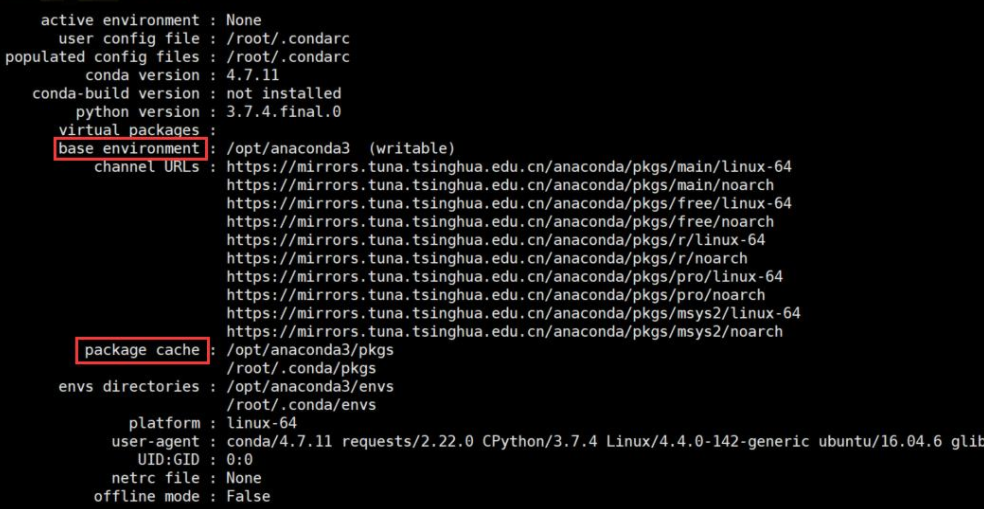 active environment : None
user config file : /root/.condarc
populated config files : /root/.condarc
conda version : 4.7.11
conda-build version : not installed
python version : 3.7.4.final.0
virtual packages :
base environment : /opt/anaconda3  (writable)
channel URLs : https://mirrors.tuna.tsinghua.edu.cn/anaconda/pkgs/main/linux-64
https://mirrors.tuna.tsinghua.edu.cn/anaconda/pkgs/main/noarch
https://mirrors.tuna.tsinghua.edu.cn/anaconda/pkgs/free/linux-64
https://mirrors.tuna.tsinghua.edu.cn/anaconda/pkgs/free/noarch
https://mirrors.tuna.tsinghua.edu.cn/anaconda/pkgs/r/linux-64
https://mirrors.tuna.tsinghua.edu.cn/anaconda/pkgs/r/noarch
https://mirrors.tuna.tsinghua.edu.cn/anaconda/pkgs/pro/linux-64
https://mirrors.tuna.tsinghua.edu.cn/anaconda/pkgs/pro/noarch
https://mirrors.tuna.tsinghua.edu.cn/anaconda/pkgs/msys2/linux-64
https://mirrors.tuna.tsinghua.edu.cn/anaconda/pkgs/msys2/noarch
package cache : /opt/anaconda3/pkgs
/root/.conda/pkgs
envs directories : /opt/anaconda3/envs
/root/.conda/envs
platform : linux-64
user-agent : conda/4.7.11 requests/2.22.0 CPython/3.7.4 Linux/4.4.0-142-generic ubuntu/16.04.6 glib
UID:GID : 0:0
netrc file : None
offline mode : False